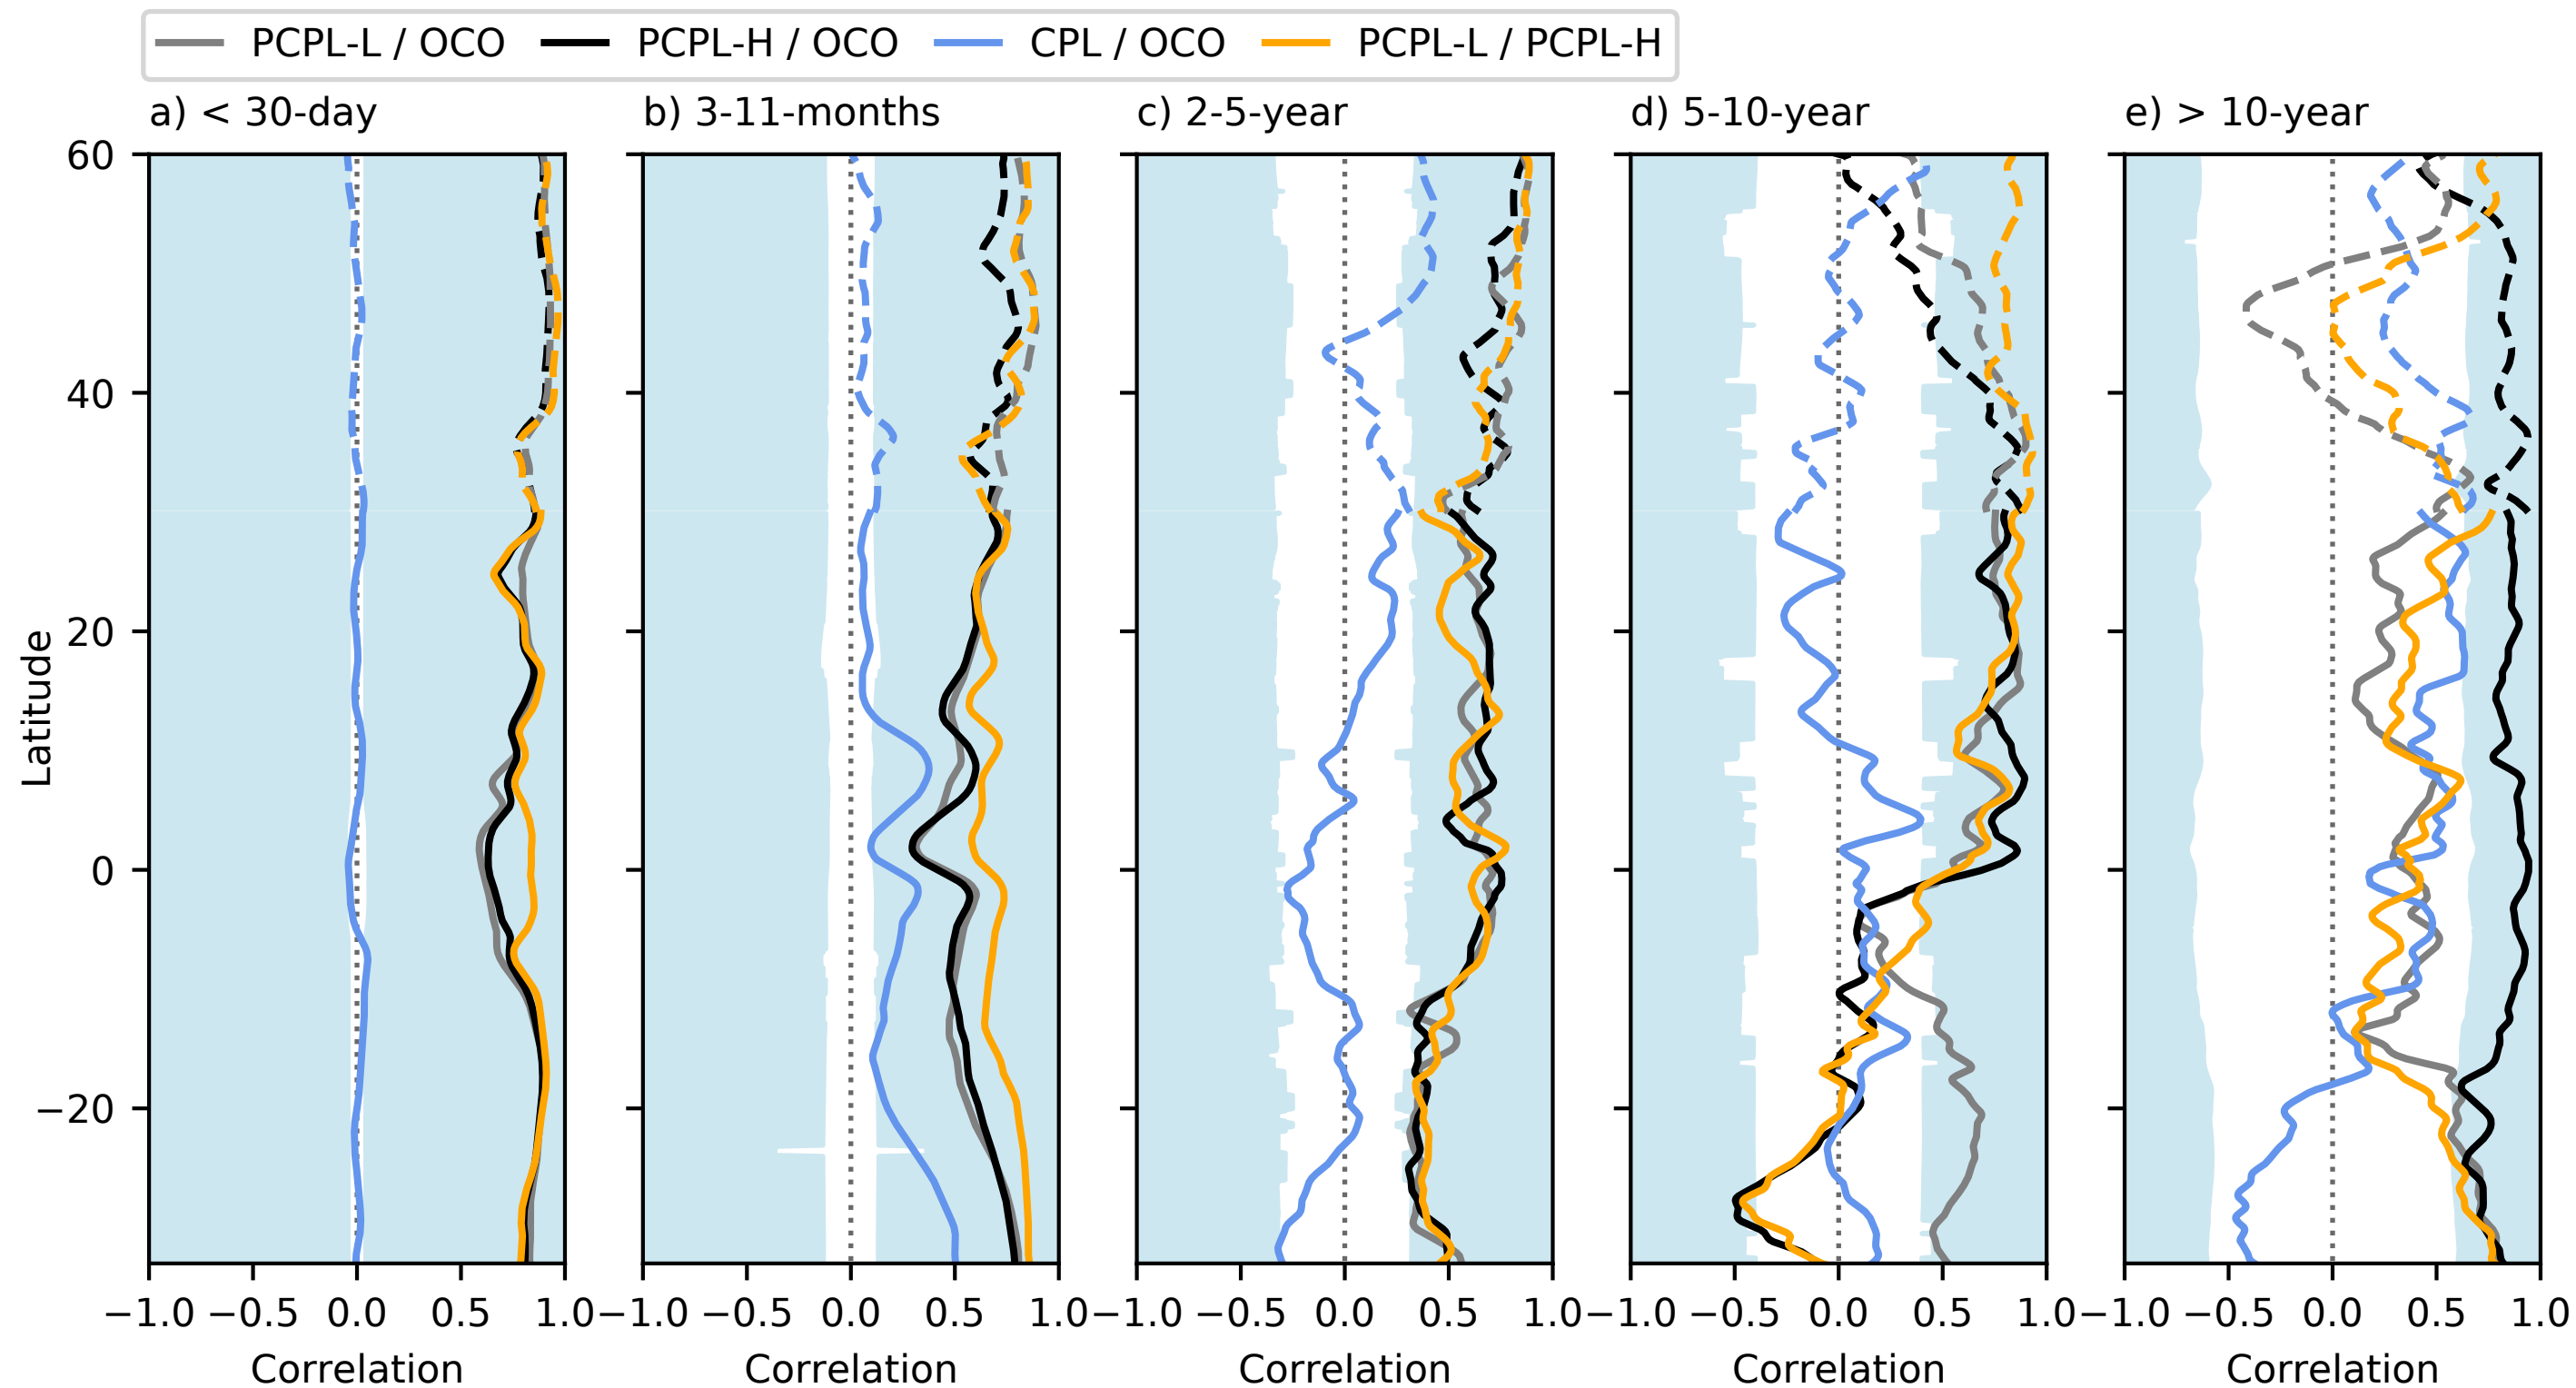 PCPL-L / OCO PCPL-H / OCO CPL / OCO PCPL-L / PCPL-H
a) < 30-day b) 3-11-months c) 2-5-year d) 5-10-year e) > 10-year
60
40
20
0
−20
Latitude
−1.0 −0.5 0.0 0.5 1.0 −1.0 −0.5 0.0 0.5 1.0 −1.0 −0.5 0.0 0.5 1.0 −1.0 −0.5 0.0 0.5 1.0 −1.0 −0.5 0.0 0.5 1.0
Correlation Correlation Correlation Correlation Correlation